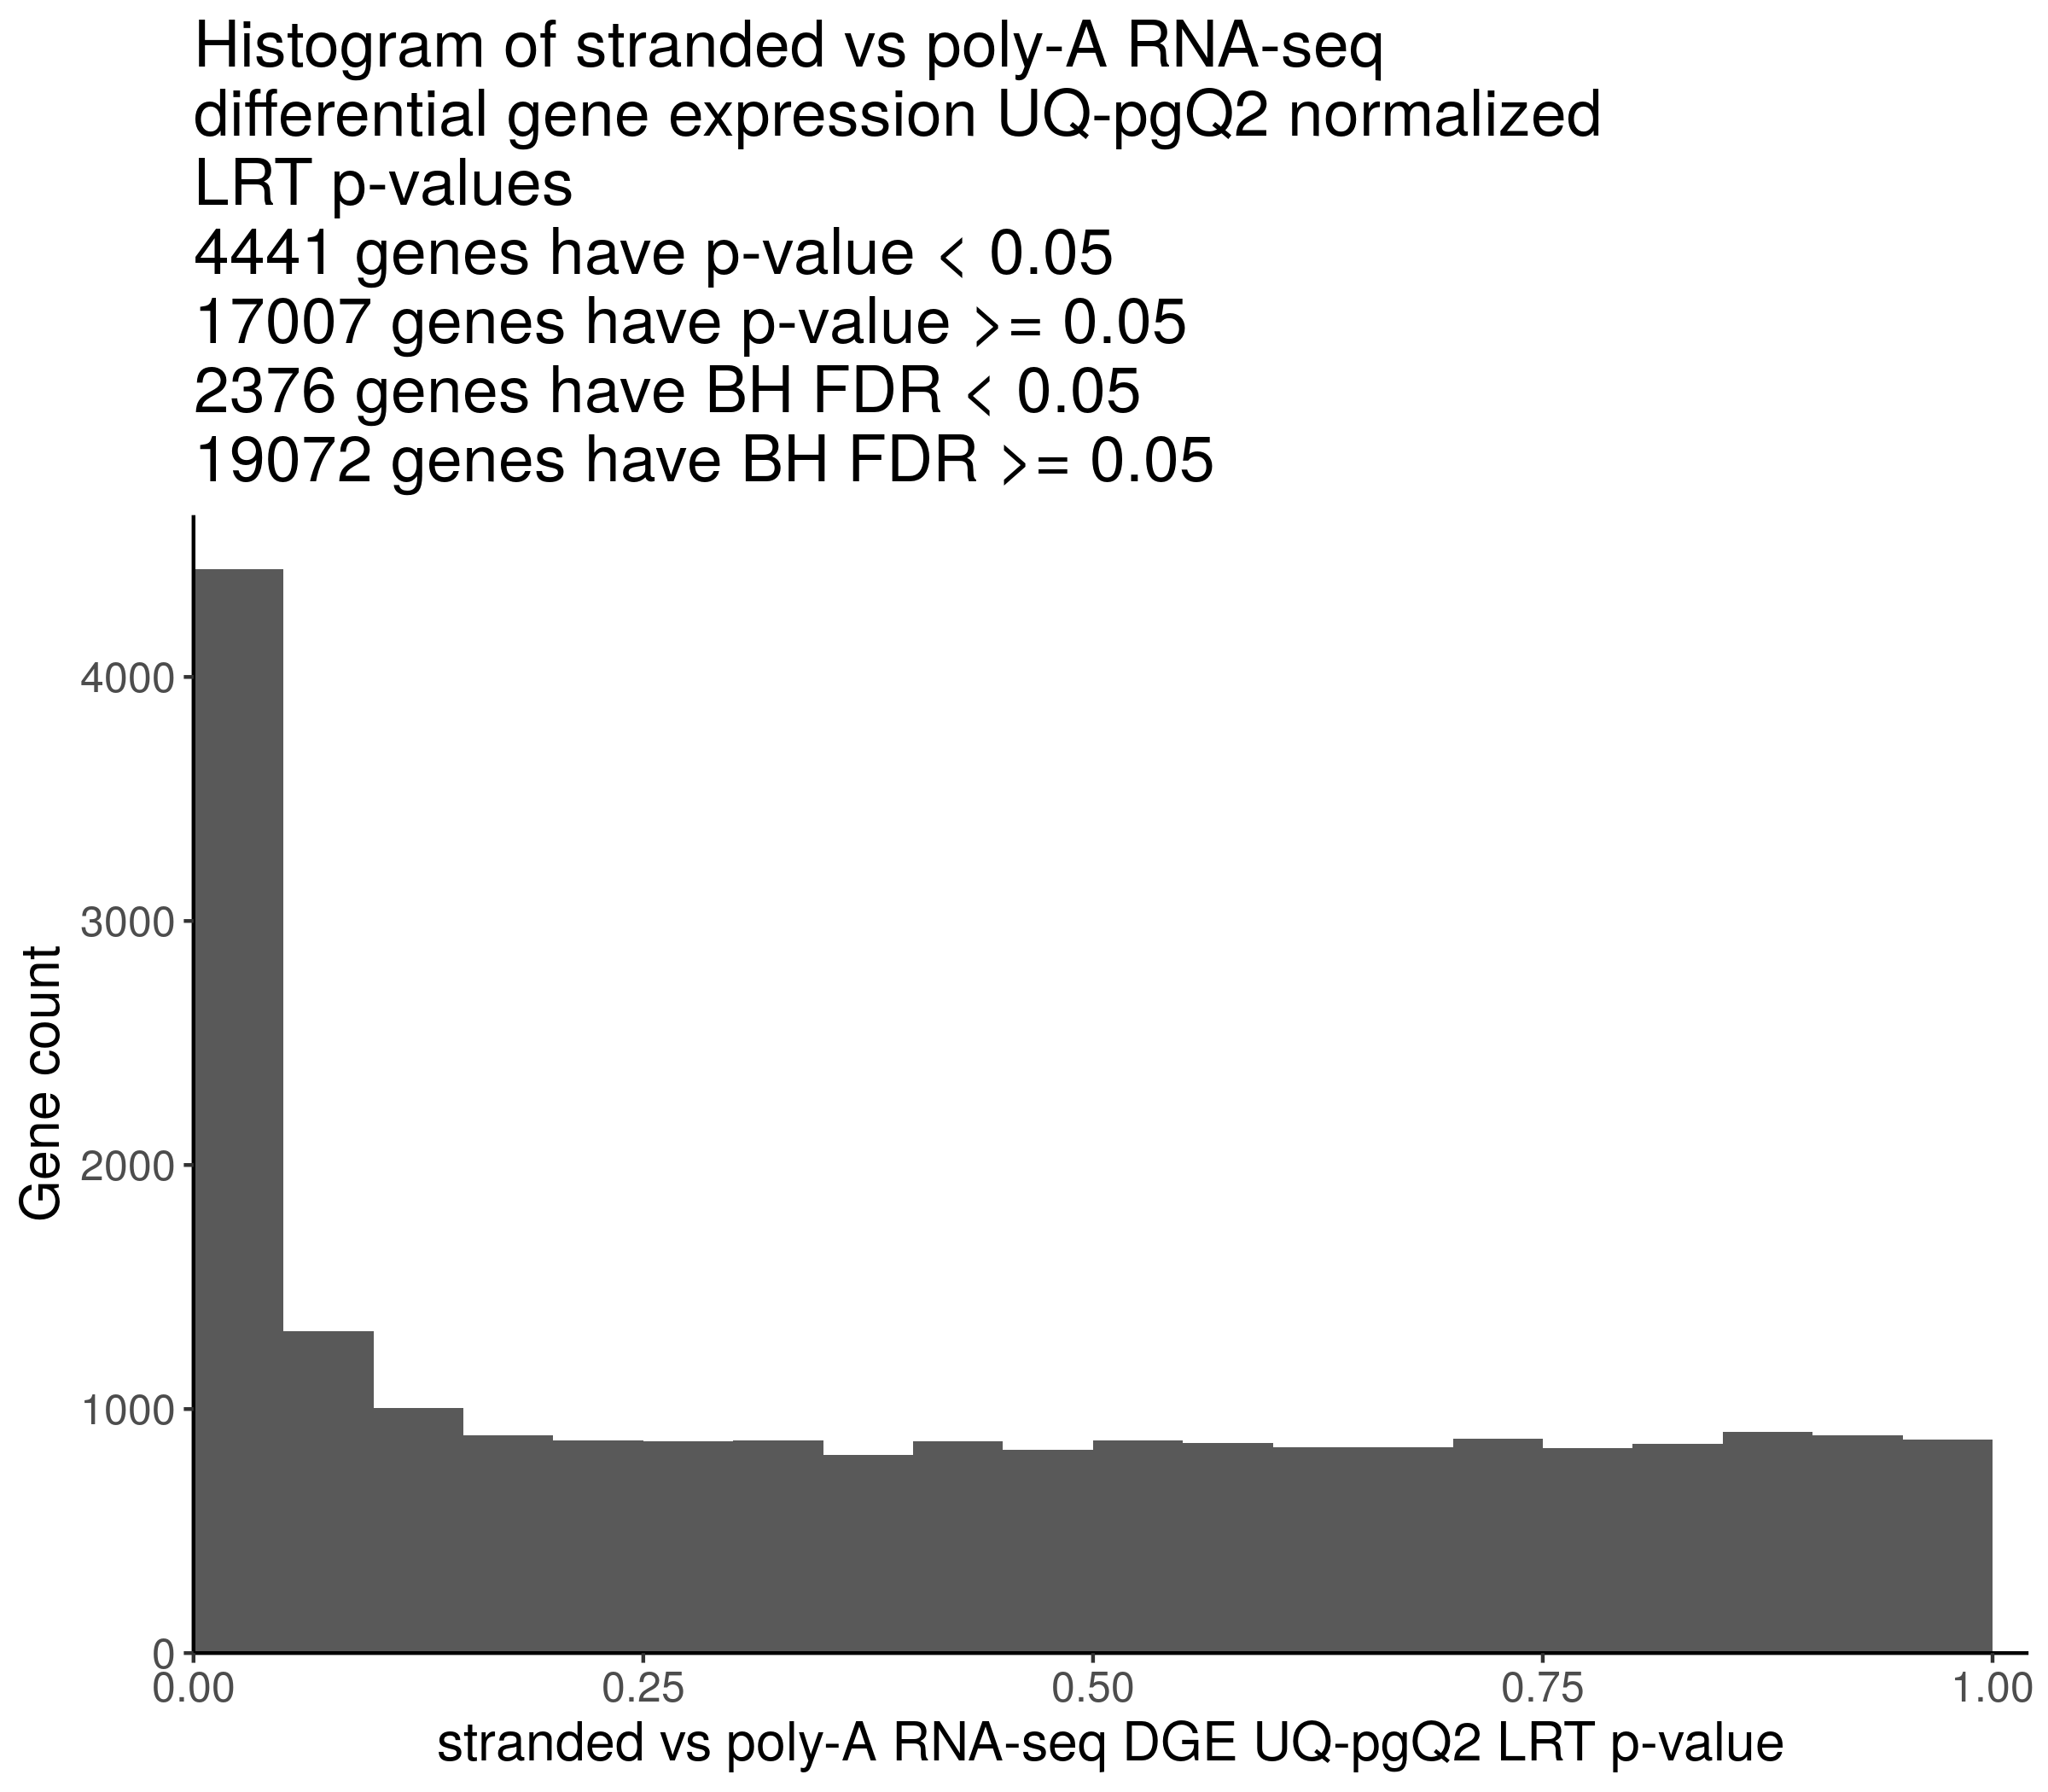 Histogram of stranded vs poly-A RNA-seq
differential gene expression UQ-pgQ2 normalized
LRT p-values
4441 genes have p-value < 0.05
17007 genes have p-value >= 0.05
2376 genes have BH FDR < 0.05
19072 genes have BH FDR >= 0.05
Gene count
4000
3000
2000
1000
0
0.00
0.25
0.50
0.75
1.00
stranded vs poly-A RNA-seq DGE UQ-pgQ2 LRT p-value